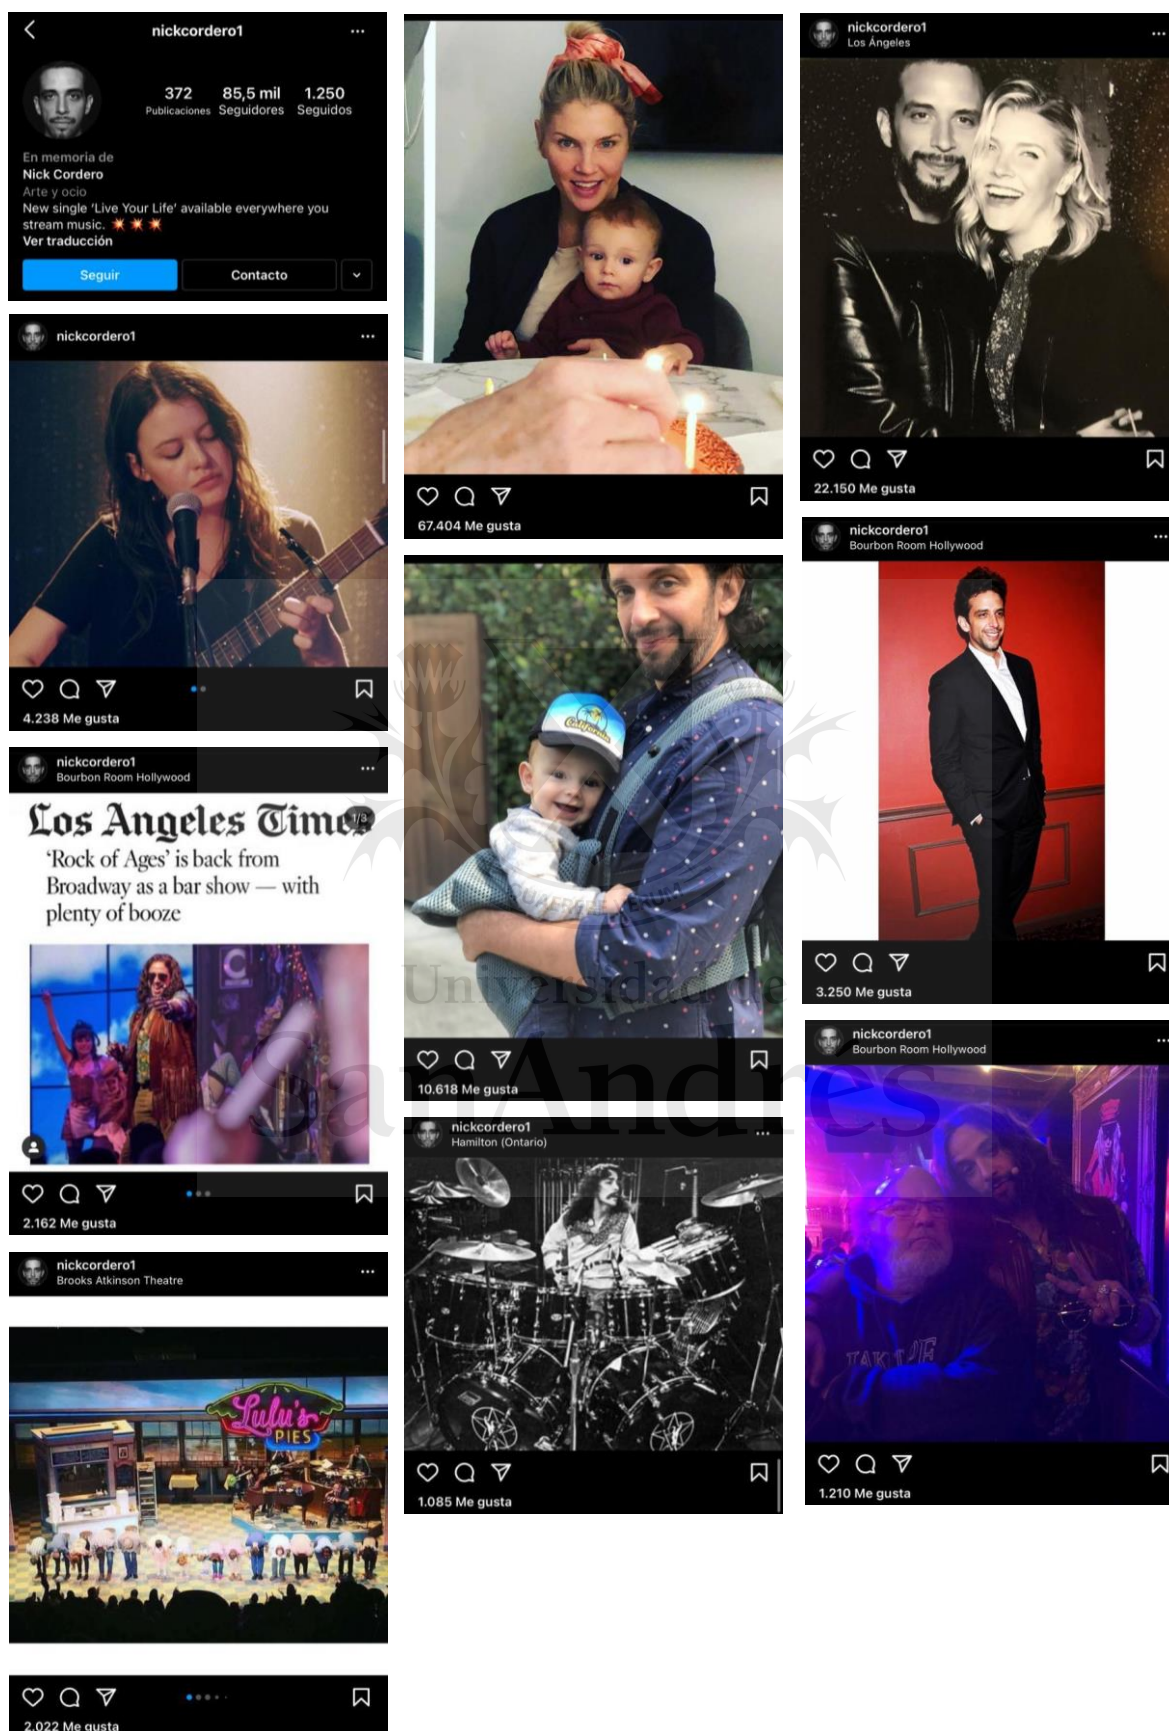 nickcordero1
372 85,5 mil 1.250
Publicaciones Seguidores Seguidos
En memoria de
Nick Cordero
Arte y ocio
New single ‘Live Your Life’ available everywhere you
stream music.
Ver traducción
Seguir Contacto
nickcordero1
4.238 Me gusta
nickcordero1
Bourbon Room Hollywood
Los Angeles Times
1/3
‘Rock of Ages’ is back from
Broadway as a bar show — with
plenty of booze
2.162 Me gusta
nickcordero1
Brooks Atkinson Theatre
Lulu's
PIES
2.022 Me gusta
67.404 Me gusta
California
10.618 Me gusta
nickcordero1
Hamilton (Ontario)
1.085 Me gusta
nickcordero1
Los Ángeles
22.150 Me gusta
nickcordero1
Bourbon Room Hollywood
3.250 Me gusta
nickcordero1
Bourbon Room Hollywood
1.210 Me gusta
Universidad de
SanAndrés